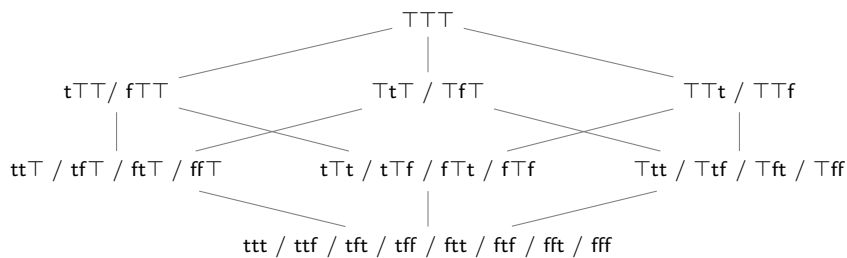 ⊤⊤⊤
t⊤⊤/ f⊤⊤ ⊤t⊤ / ⊤f⊤ ⊤⊤t / ⊤⊤f
tt⊤ / tf⊤ / ft⊤ / ff⊤ t⊤t / t⊤f / f⊤t / f⊤f ⊤tt / ⊤tf / ⊤ft / ⊤ff
ttt / ttf / tft / tff / ftt / ftf / fft / fff